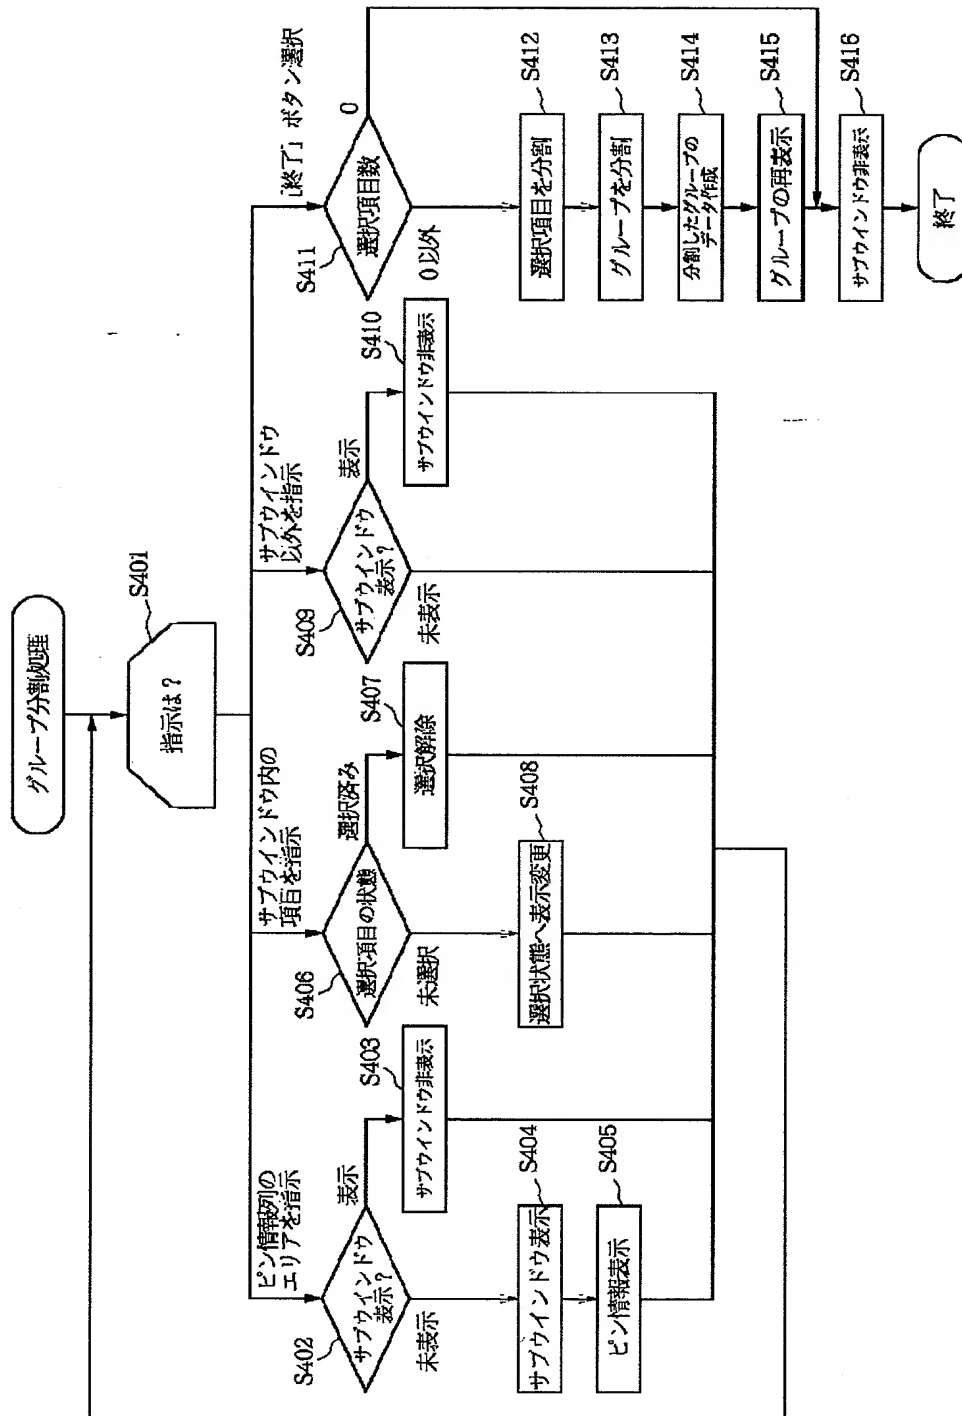 グループ分割処理
S401
指示は？
ピン情報列の
エリアを指示
S402
サブウインドウ
表示？
表示
未表示
S403
サブウインドウ非表示
S404
サブウインドウ表示
S405
ピン情報表示
サブウインドウ内の
項目を指示
S406
選択項目の状態
選択済み
未選択
S407
選択解除
S408
選択状態へ表示変更
サブウインドウ
以外を指示
S409
サブウインドウ
表示？
表示
未表示
S410
サブウインドウ非表示
「終了」ボタン選択
S411
選択項目数
0
0以外
S412
選択項目を分割
S413
グループを分割
S414
分割したグループの
データ作成
S415
グループの再表示
S416
サブウインドウ非表示
終了